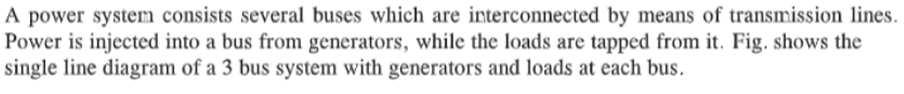 A power system consists several buses which are interconnected by means of transmission lines.
Power is injected into a bus from generators, while the loads are tapped from it. Fig. shows the
single line diagram of a 3 bus system with generators and loads at each bus.